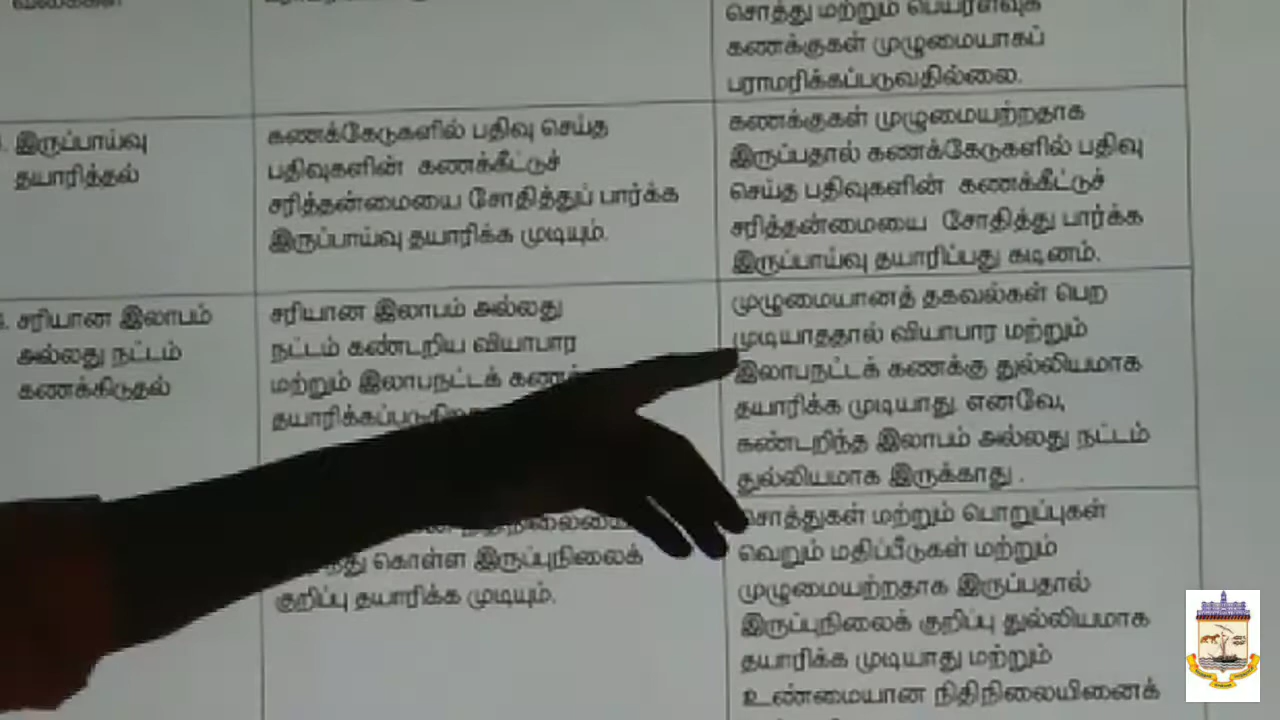 சொத்து மற்றும் பெயரளவுக்
கணக்குகள் முழுமையாகப்
பராமரிக்கப்படுவதில்லை.
இருப்பாய்வு
தயாரித்தல்
கணக்கேடுகளில் பதிவு செய்த
பதிவுகளின் கணக்கீட்டுச்
சரித்தன்மையை சோதித்துப் பார்க்க
இருப்பாய்வு தயாரிக்க முடியும்.
கணக்குகள் முழுமையற்றதாக
இருப்பதால் கணக்கேடுகளில் பதிவு
செய்த பதிவுகளின் கணக்கீட்டுச்
சரித்தன்மையை சோதித்து பார்க்க
இருப்பாய்வு தயாரிப்பது கடினம்.
சரியான இலாபம்
அல்லது நட்டம்
கணக்கிடுதல்
சரியான இலாபம் அல்லது
நட்டம் கண்டறிய வியாபார
மற்றும் இலாபநட்டக்
முழுமையானத் தகவல்கள் பெற
முடியாததால் வியாபார மற்றும்
இலாபநட்டக் கணக்கு துல்லியமாக
தயாரிக்க முடியாது. எனவே,
கண்டறிந்த இலாபம் அல்லது நட்டம்
துல்லியமாக இருக்காது .
கொள்ள இருப்புநிலைக்
குறிப்பு தயாரிக்க முடியும்.
சொத்துகள் மற்றும் பொறுப்புகள்
வெறும் மதிப்பீடுகள் மற்றும்
முழுமையற்றதாக இருப்பதால்
இருப்புநிலைக் குறிப்பு துல்லியமாக
தயாரிக்க முடியாது மற்றும்
உண்மையான நிதிநிலையினைக்